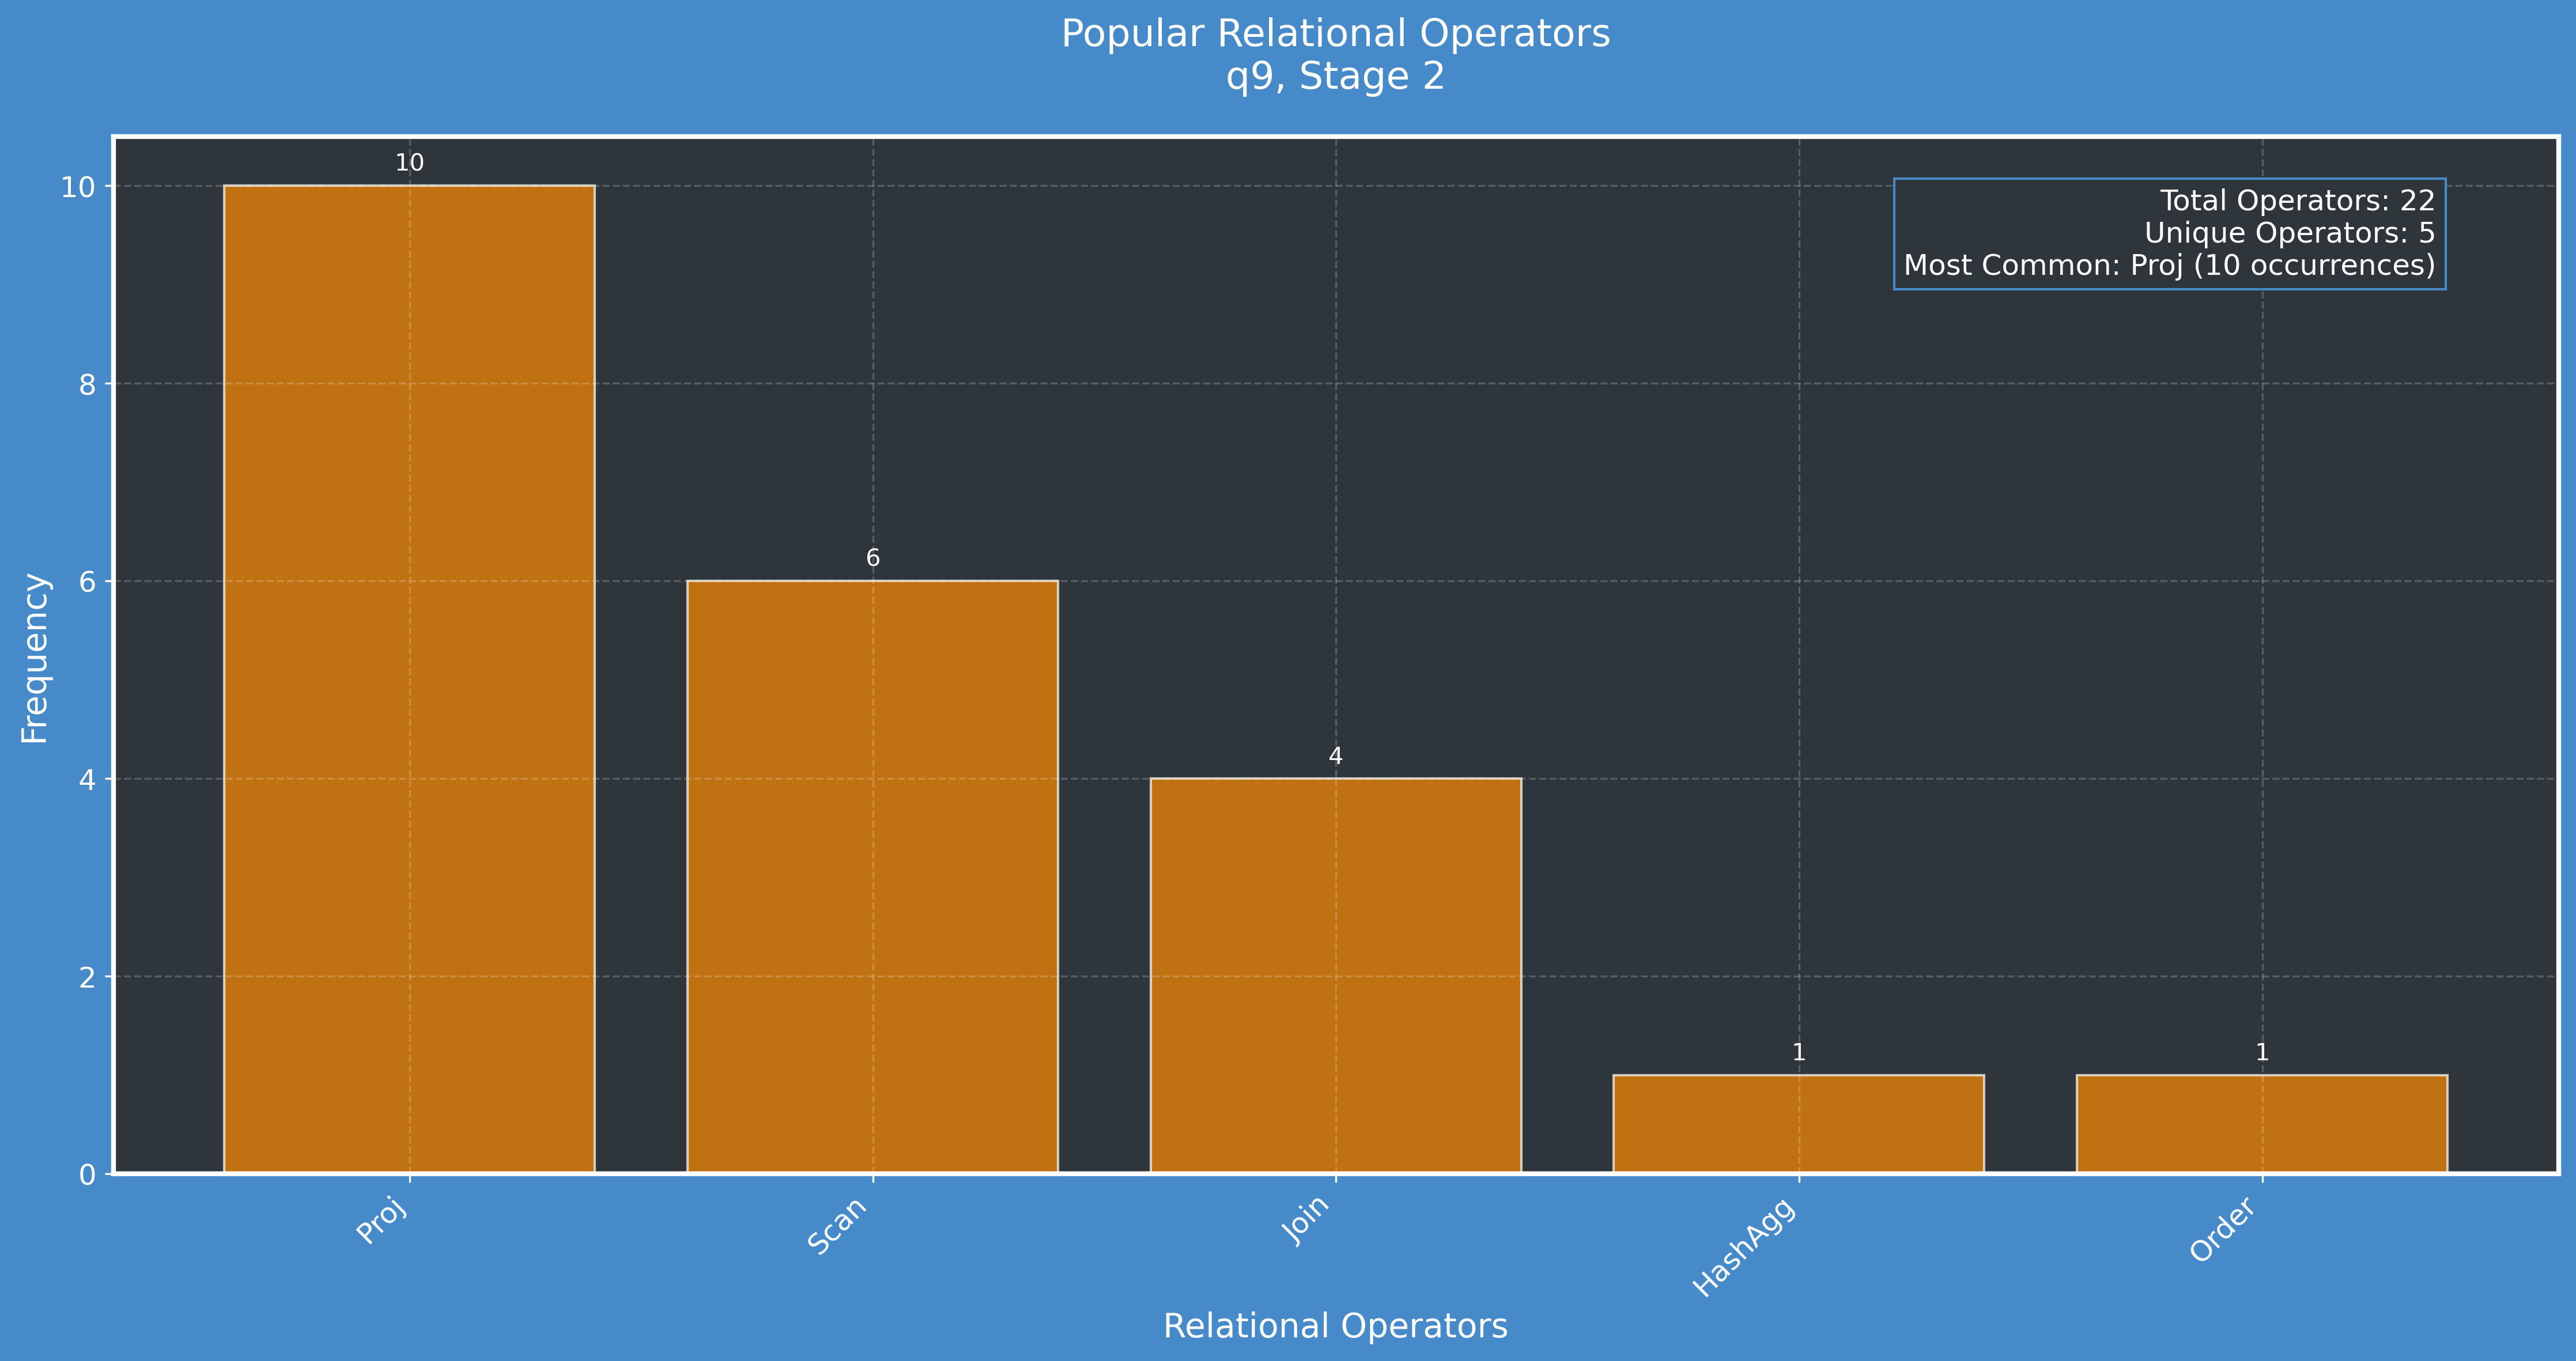 Popular Relational Operators
q9, Stage 2
10
Total Operators: 22
Unique Operators: 5
Most Common: Proj (10 occurrences)
10
8
6
6
4
4
2
1
1
0
Frequency
Proj
Scan
Join
HashAgg
Order
Relational Operators